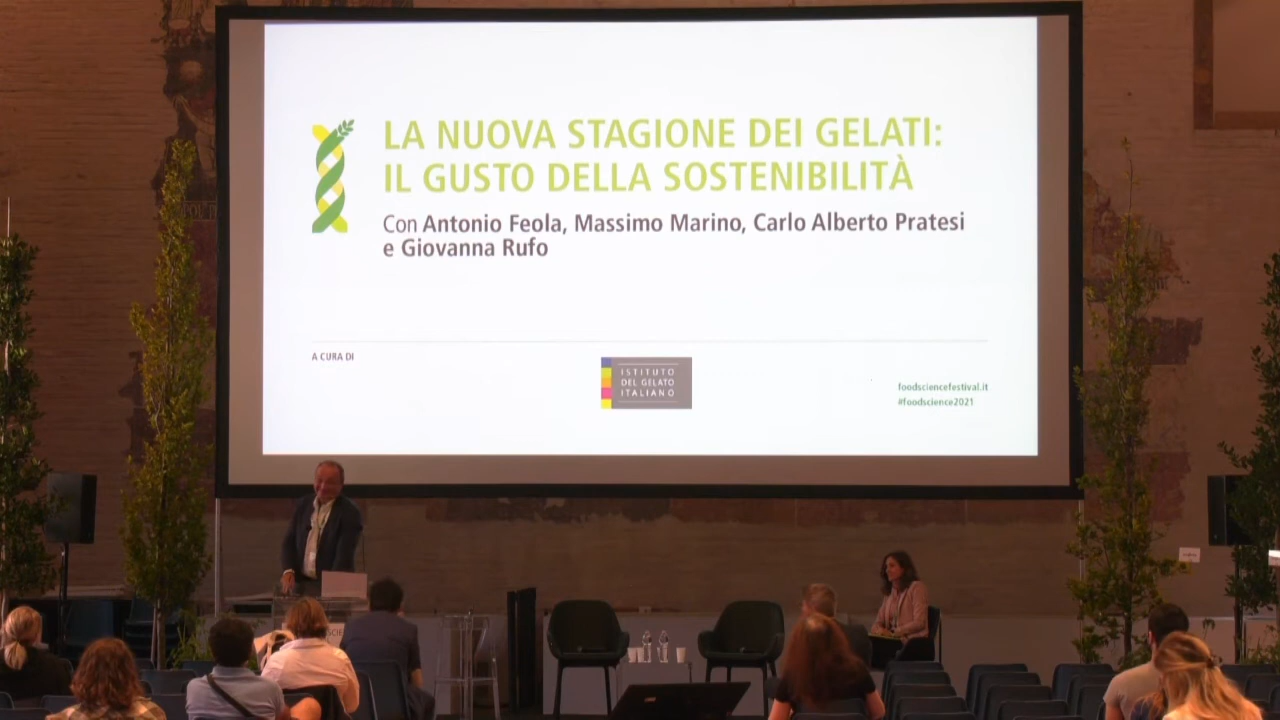 LA NUOVA STAGIONE DEI GELATI:
IL GUSTO DELLA SOSTENIBILITÀ
Con Antonio Feola, Massimo Marino, Carlo Alberto Pratesi
e Giovanna Rufo
A CURA DI
ISTITUTO
DEL GELATO
ITALIANO
foodsciencefestival.it
#foodscience2021